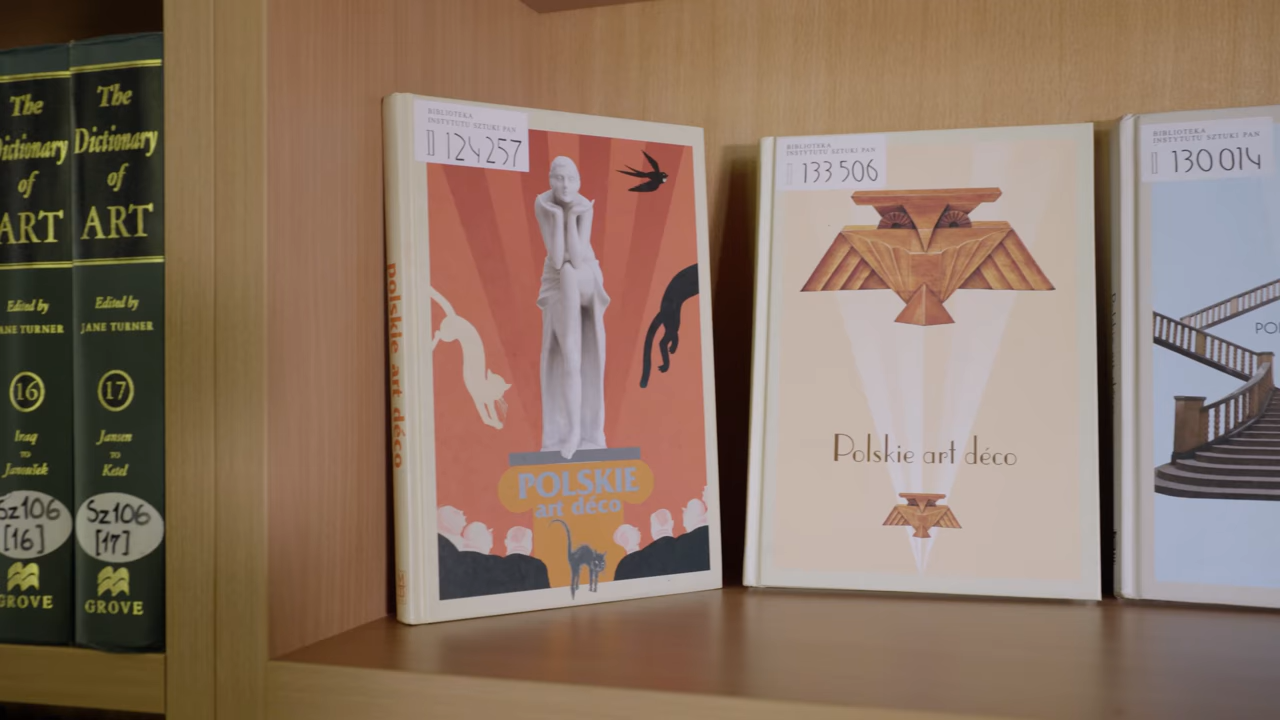 The
Dictionary
of
ART
Edited by
JANE TURNER
16
Iraq
TO
Sz106
[16]
GROVE
The
Dictionary
of
ART
Edited by
JANE TURNER
17
Jansen
TO
Ketel
Sz106
[17]
GROVE
polskie art déco
BIBLIOTEKA
INSTYTUTU SZTUKI PAN
124257
POLSKIE
art déco
BIBLIOTEKA
INSTYTUTU SZTUKI PAN
133 506
Polskie art déco
BIBLIOTEKA
INSTYTUTU SZTUKI PAN
130 014